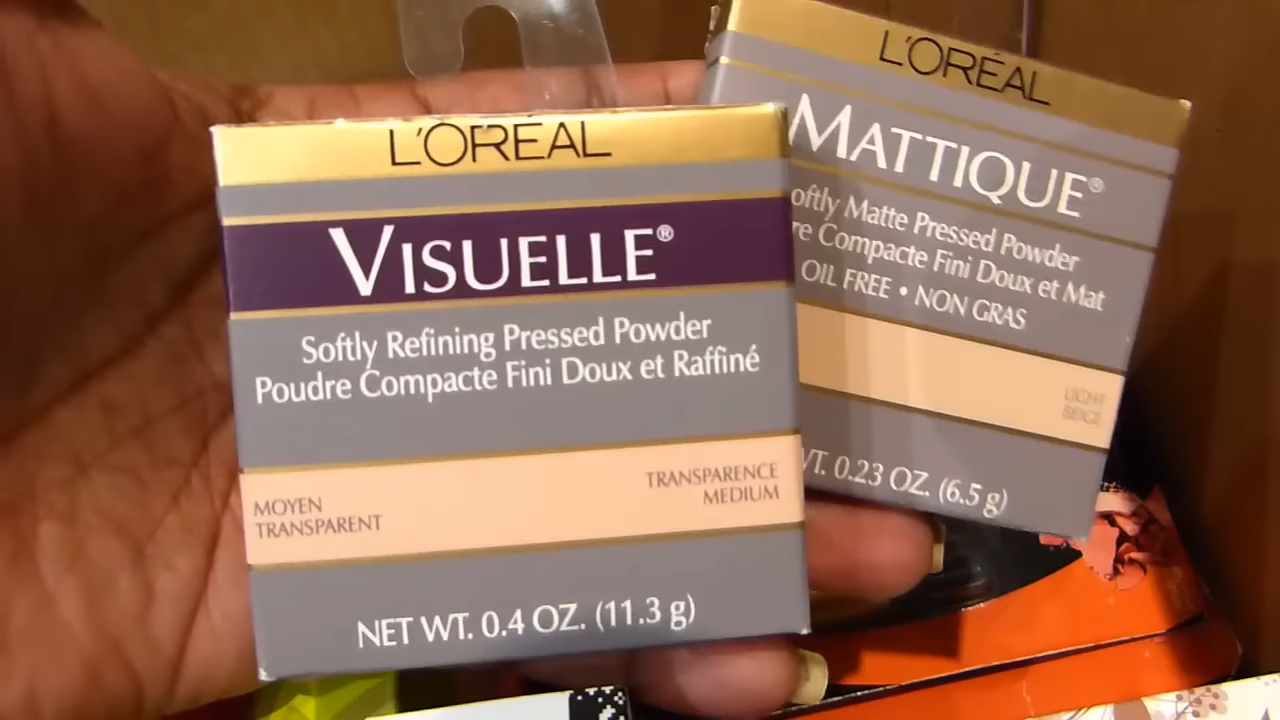 L'ORÉAL
VISUELLE®
Softly Refining Pressed Powder
Poudre Compacte Fini Doux et Raffiné
MOYEN
TRANSPARENT
TRANSPARENCE
MEDIUM
NET WT. 0.4 OZ. (11.3 g)
L'ORÉAL
MATTIQUE®
oftly Matte Pressed Powder
re Compacte Fini Doux et Mat
OIL FREE • NON GRAS
LIGHT
BEIGE
WT. 0.23 OZ. (6.5 g)